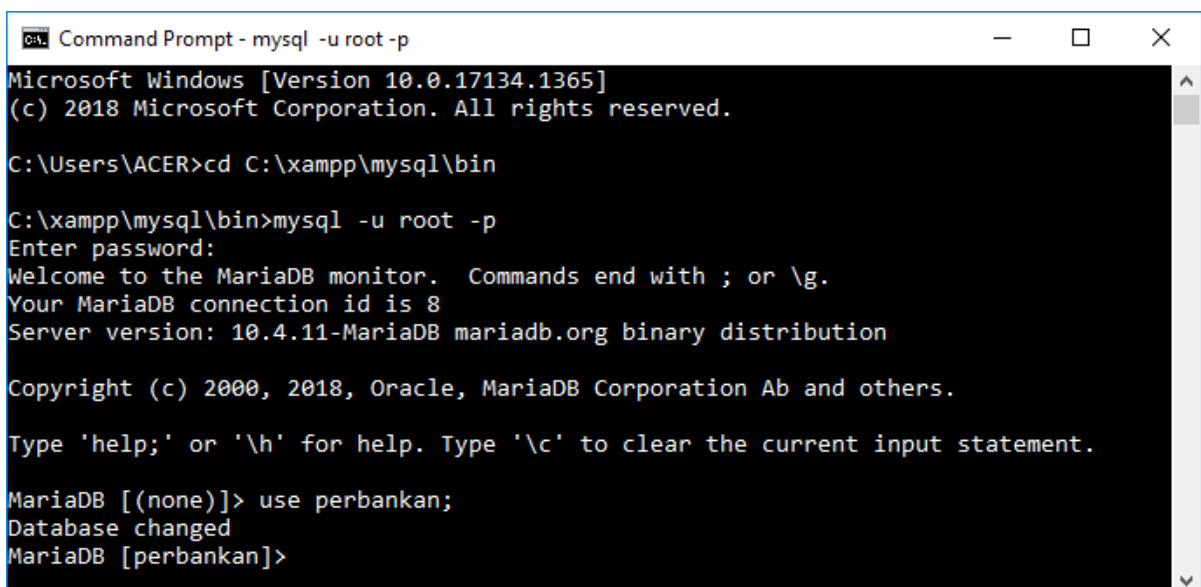 Command Prompt - mysql -u root -p
Microsoft Windows [Version 10.0.17134.1365]
(c) 2018 Microsoft Corporation. All rights reserved.
C:\Users\ACER>cd C:\xampp\mysql\bin
C:\xampp\mysql\bin>mysql -u root -p
Enter password:
Welcome to the MariaDB monitor.  Commands end with ; or \g.
Your MariaDB connection id is 8
Server version: 10.4.11-MariaDB mariadb.org binary distribution
Copyright (c) 2000, 2018, Oracle, MariaDB Corporation Ab and others.
Type 'help;' or '\h' for help. Type '\c' to clear the current input statement.
MariaDB [(none)]> use perbankan;
Database changed
MariaDB [perbankan]>